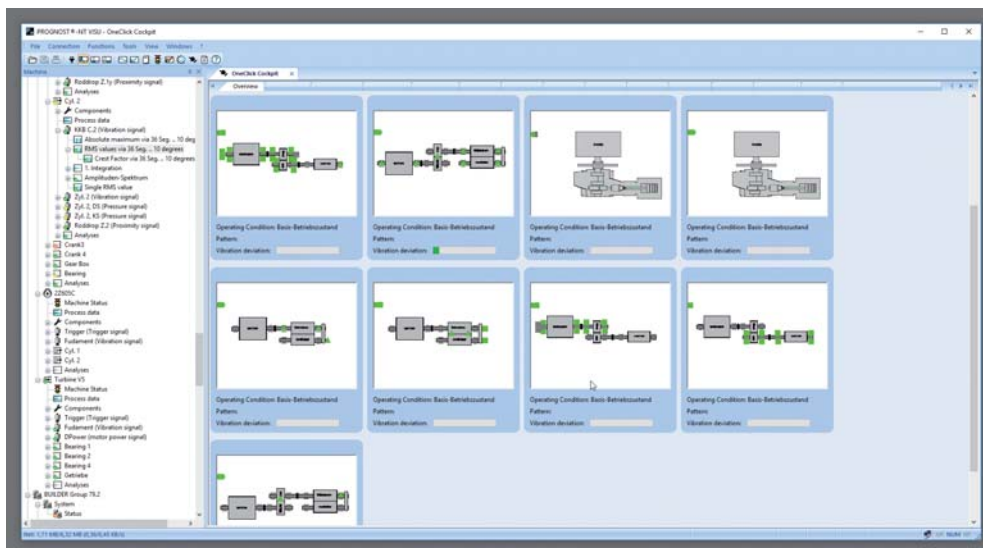 PROGNOST®-NT VISU - OneClick Cockpit
File Connection Functions Tools View Windows ?
Machine
OneClick Cockpit
Overview
Roddrop Z.1y (Proximity signal)
Analyses
Cyl. 2
Components
Process data
KKB C.2 (Vibration signal)
Absolute maximum via 36 Seg. .. 10 deg
RMS values via 36 Seg. .. 10 degrees
Crest Factor via 36 Seg. .. 10 degrees
1. Integration
Amplituden-Spektrum
Single RMS value
Zyl. 2 (Vibration signal)
Zyl. 2, DS (Pressure signal)
Zyl. 2, KS (Pressure signal)
Roddrop Z.2 (Proximity signal)
Analyses
Crank3
Crank 4
Gear Box
Bearing
Analyses
Machine Status
Process data
Components
Trigger (Trigger signal)
Fudament (Vibration signal)
Cyl. 1
Cyl. 2
Analyses
Turbine V5
Machine Status
Process data
Components
Trigger (Trigger signal)
Fudament (Vibration signal)
DPower (motor power signal)
Bearing 1
Bearing 2
Bearing 4
Getriebe
Analyses
BUILDER Group 79.2
System
Status
Operating Condition: Basis-Betriebszustand
Pattern:
Vibration deviation:
Operating Condition: Basis-Betriebszustand
Pattern:
Vibration deviation:
Operating Condition: Basis-Betriebszustand
Pattern:
Vibration deviation:
Operating Condition: Basis-Betriebszustand
Pattern:
Vibration deviation:
Operating Condition: Basis-Betriebszustand
Pattern:
Vibration deviation:
Operating Condition: Basis-Betriebszustand
Pattern:
Vibration deviation:
Operating Condition: Basis-Betriebszustand
Pattern:
Vibration deviation:
Operating Condition: Basis-Betriebszustand
Pattern:
Vibration deviation:
NUM